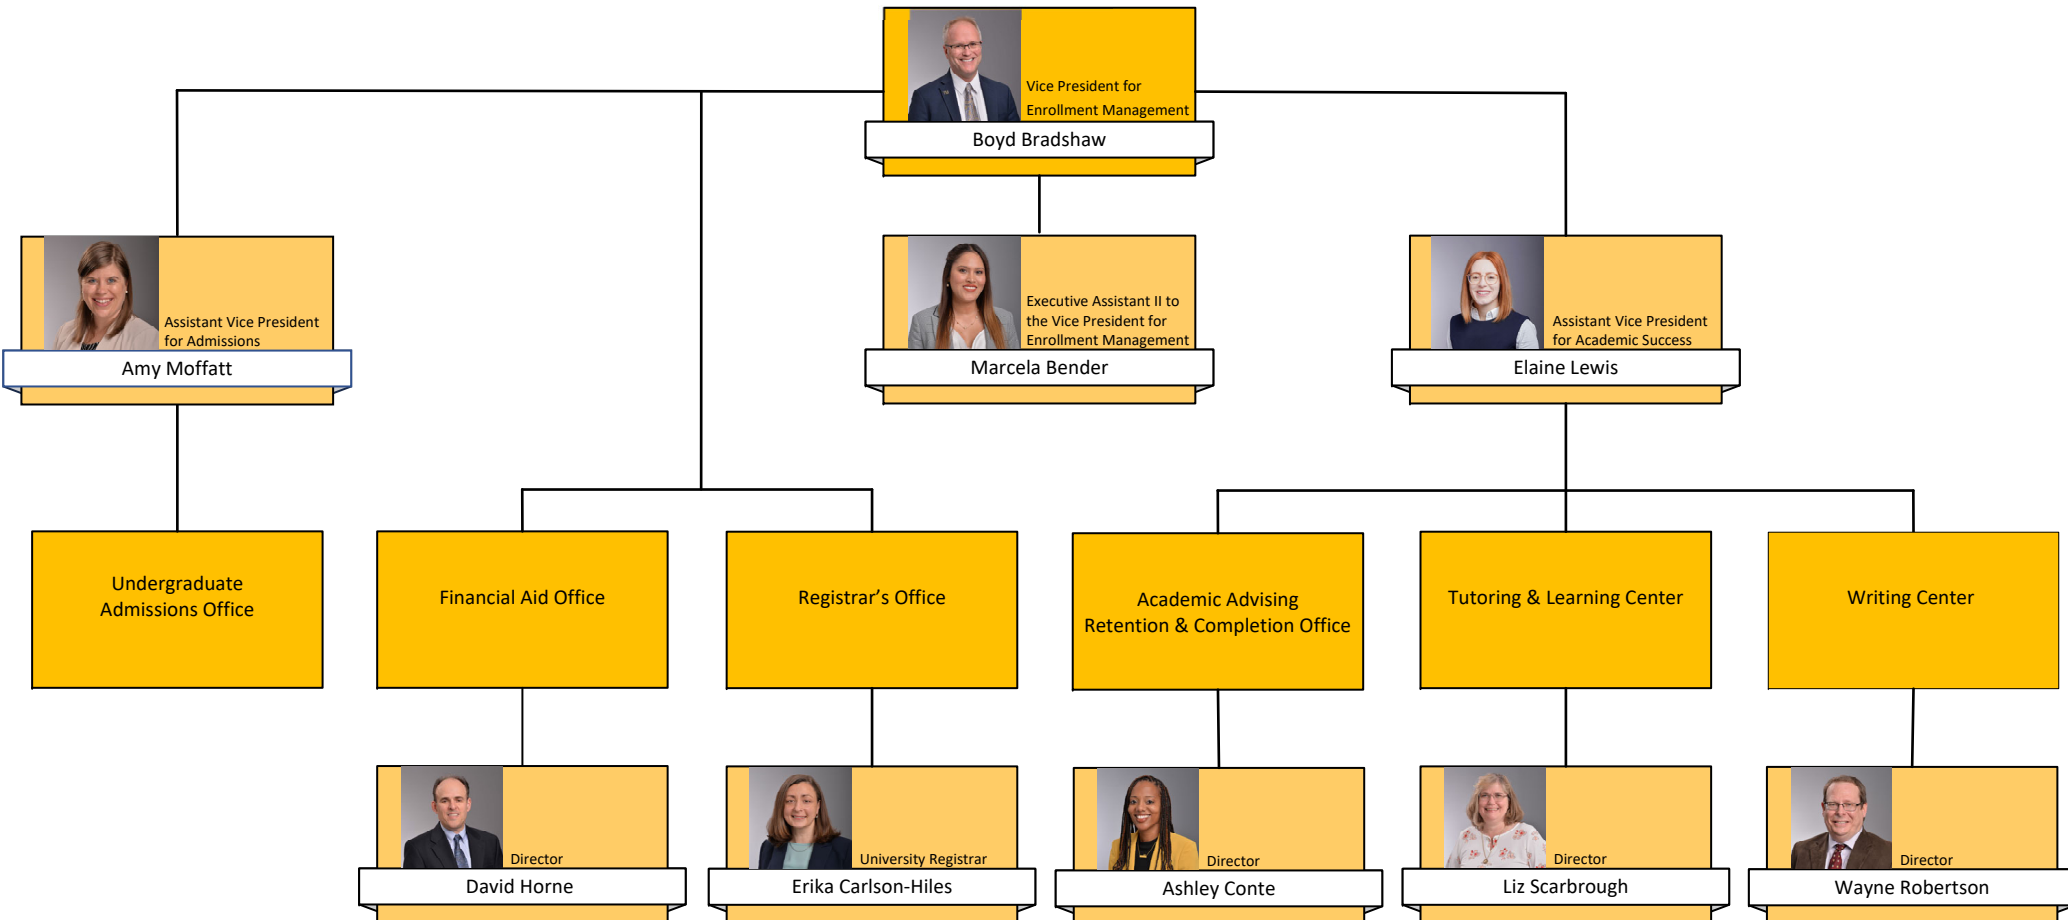 Vice President for
Enrollment Management
Boyd Bradshaw
Assistant Vice President
for Admissions
Amy Moffatt
Executive Assistant II to
the Vice President for
Enrollment Management
Marcela Bender
Assistant Vice President
for Academic Success
Elaine Lewis
Undergraduate
Admissions Office
Financial Aid Office
Registrar’s Office
Academic Advising
Retention & Completion Office
Tutoring & Learning Center
Writing Center
Director
David Horne
University Registrar
Erika Carlson-Hiles
Director
Ashley Conte
Director
Liz Scarbrough
Director
Wayne Robertson